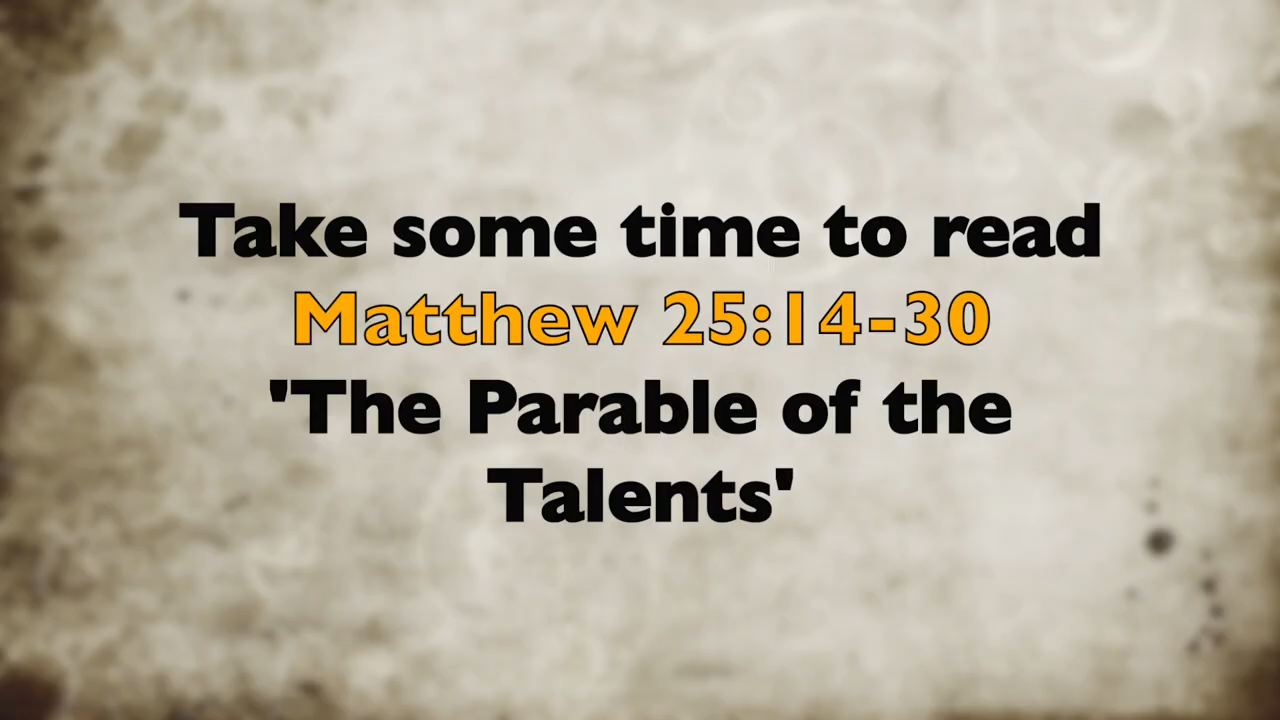 Take some time to read
Matthew 25:14-30
'The Parable of the
Talents'